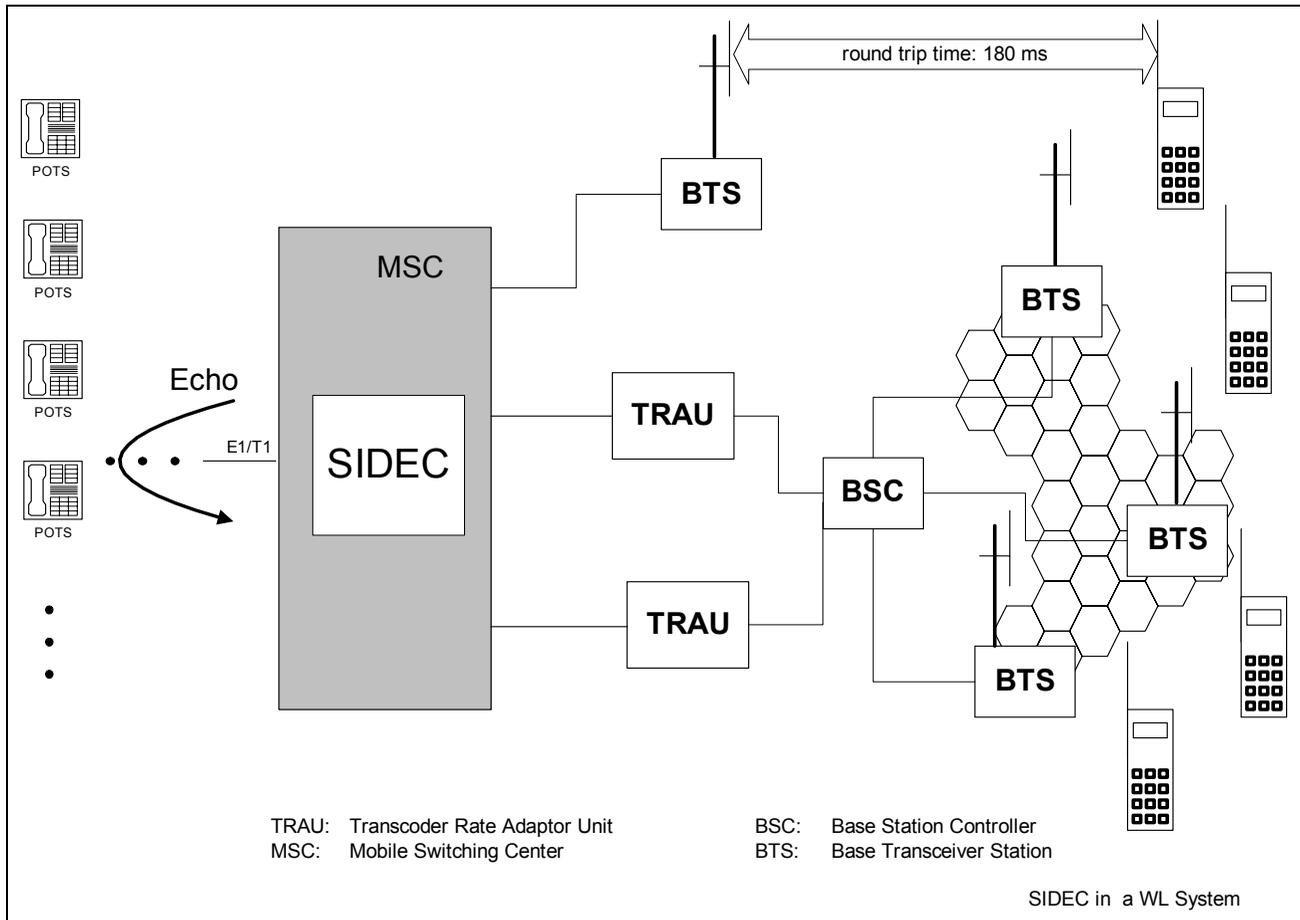 round trip time: 180 ms
POTS
BTS
POTS
MSC
BTS
POTS
Echo
TRAU
E1/T1
SIDEC
BSC
POTS
BTS
TRAU
BTS
TRAU: Transcoder Rate Adaptor Unit
MSC: Mobile Switching Center
BSC: Base Station Controller
BTS: Base Transceiver Station
SIDEC in a WL System